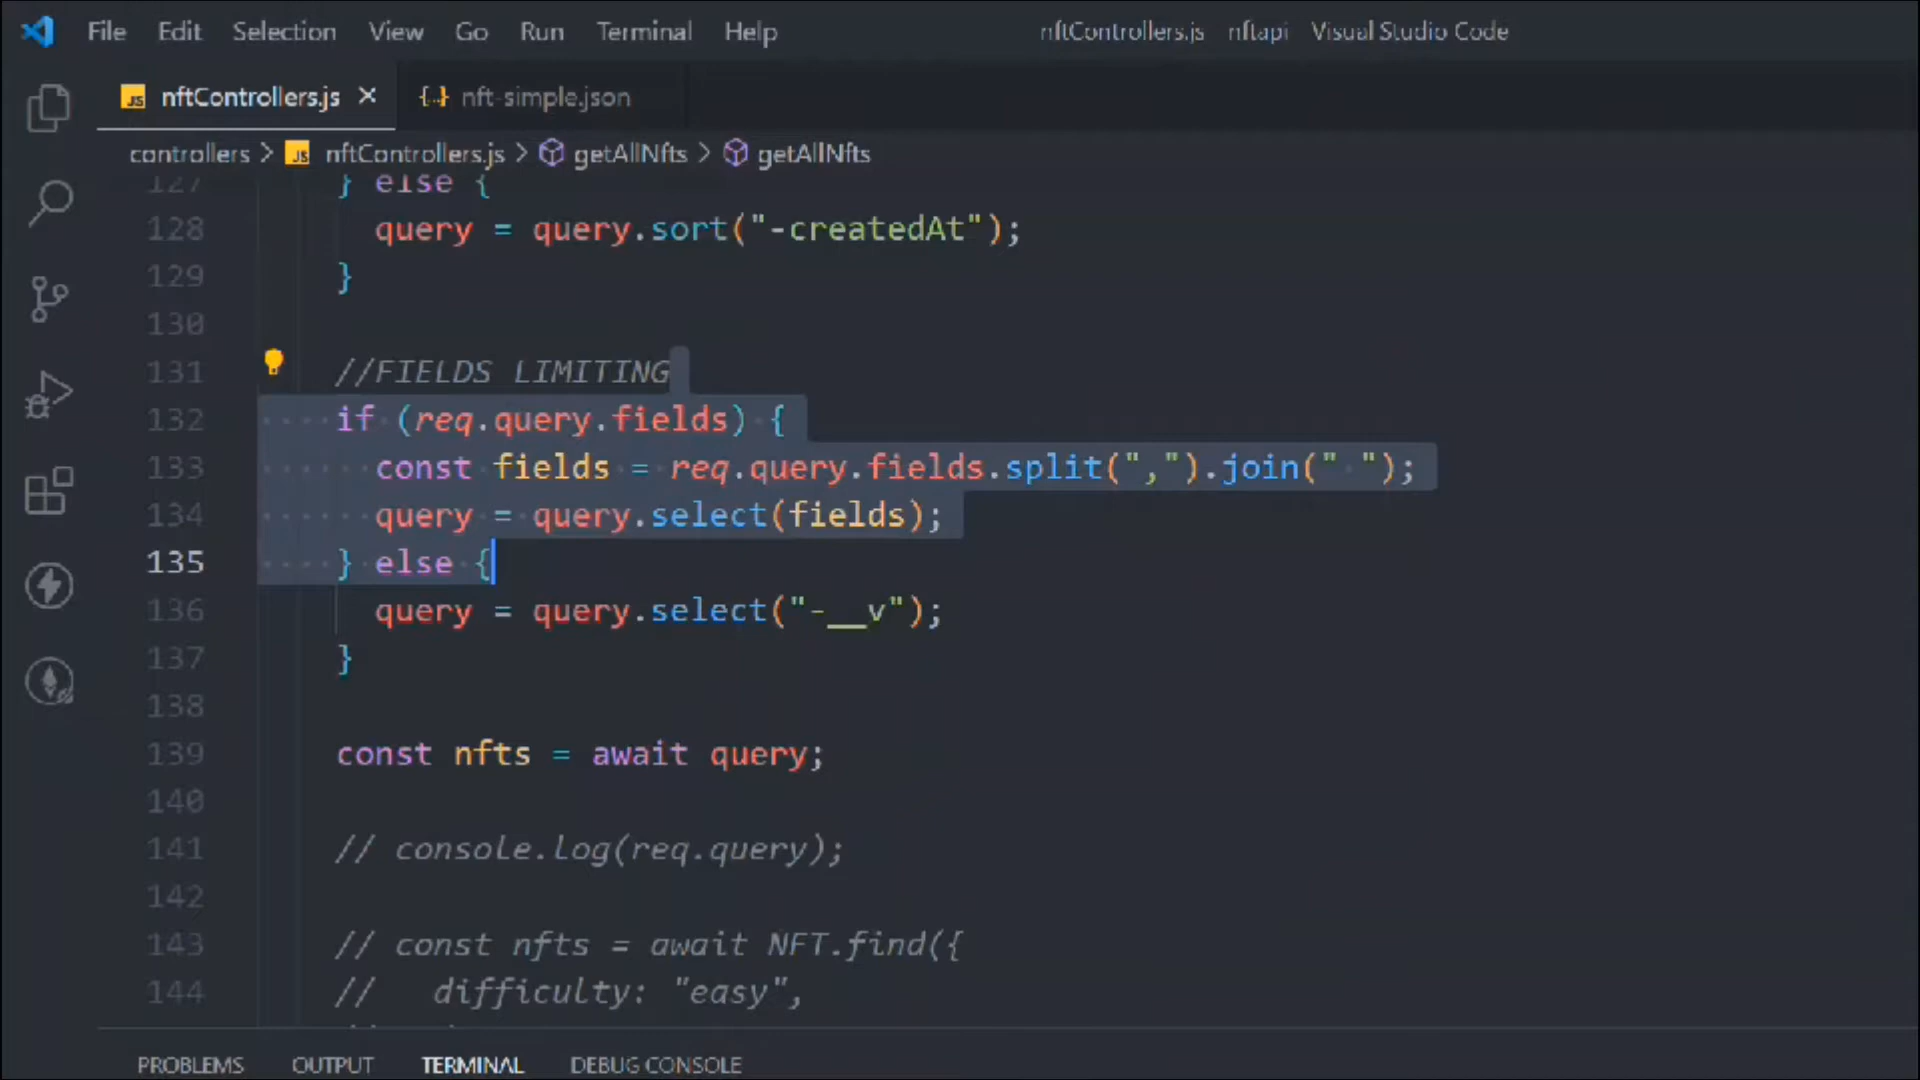 File Edit Selection View Go Run Terminal Help nftControllers.js nftapi Visual Studio Code
nftControllers.js × {..} nft-simple.json
controllers > JS nftControllers.js > getAllNfts > getAllNfts
127 } else {
128 query = query.sort("-createdAt");
129 }
130
131 //FIELDS LIMITING
132 if (req.query.fields) {
133 const fields = req.query.fields.split(",").join(" ");
134 query = query.select(fields);
135 } else {
136 query = query.select("-__v");
137 }
138
139 const nfts = await query;
140
141 // console.log(req.query);
142
143 // const nfts = await NFT.find({
144 // difficulty: "easy",
PROBLEMS OUTPUT TERMINAL DEBUG CONSOLE